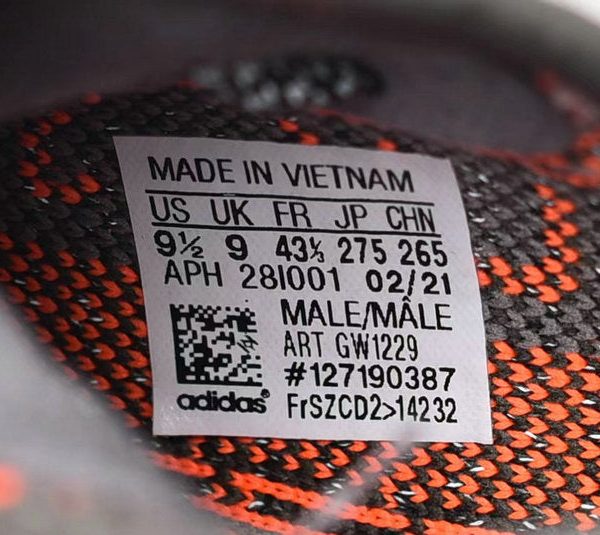 MADE IN VIETNAM
US UK FR JP CHN
9½ 9 43⅓ 275 265
APH 281001 02/21
MALE/MÂLE
ART GW1229
#127190387
adidas® FrSZCD2>14232